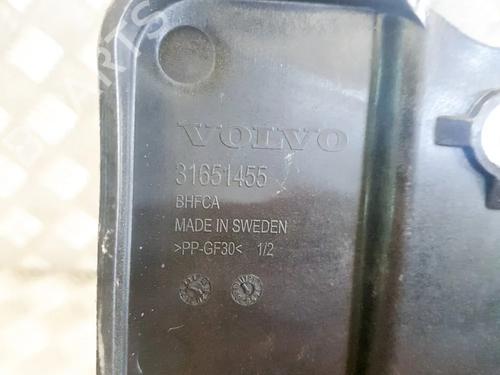 VOLVO
31651455
BHFCA
MADE IN SWEDEN
>PP-GF30< 1/2